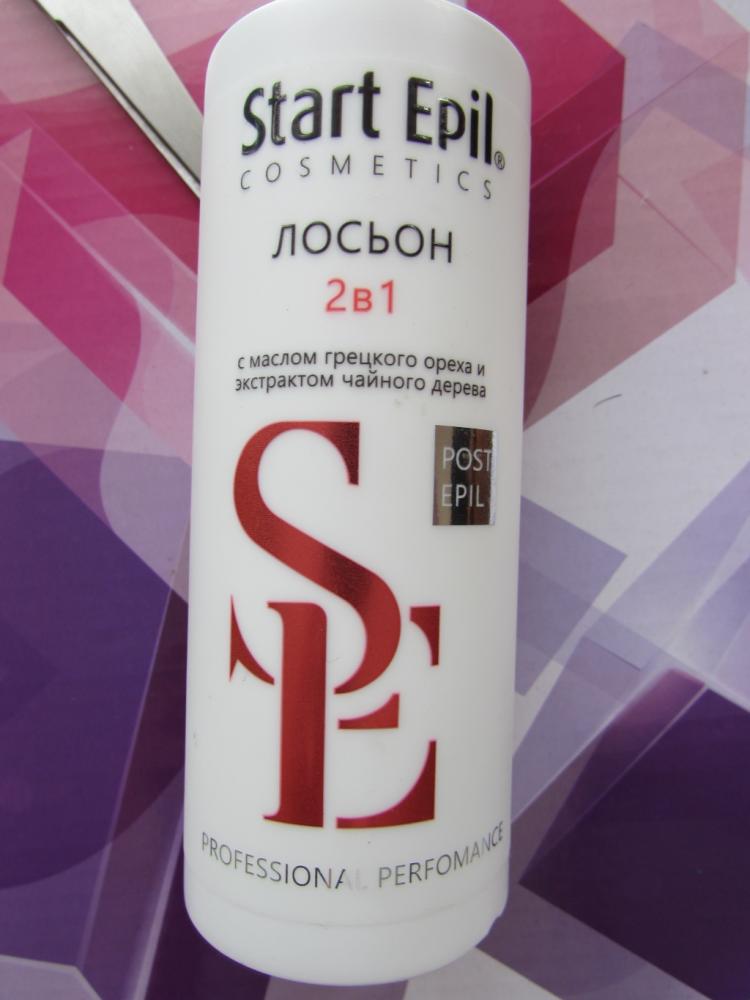 Start Epil®
COSMETICS
ЛОСЬОН
2в1
с маслом грецкого ореха и
экстрактом чайного дерева
POST
EPIL
SE
PROFESSIONAL PERFOMANCE